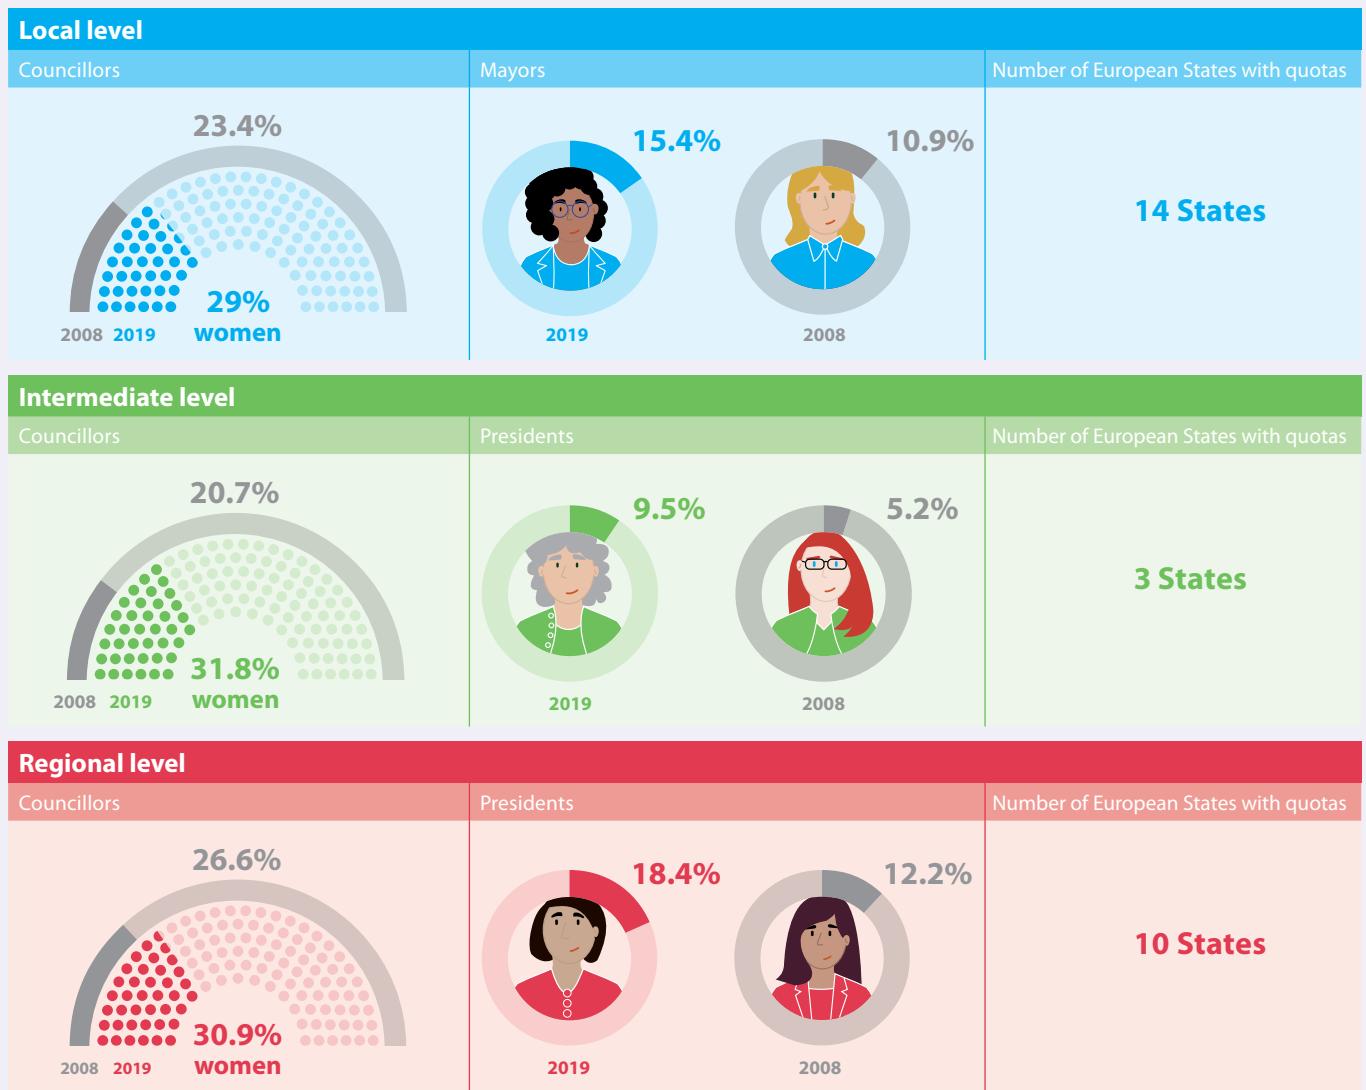 Local level
Councillors
Mayors
Number of European States with quotas
23.4%
29%
women
2008
2019
15.4%
2019
10.9%
2008
14 States
Intermediate level
Councillors
Presidents
Number of European States with quotas
20.7%
31.8%
women
2008
2019
9.5%
2019
5.2%
2008
3 States
Regional level
Councillors
Presidents
Number of European States with quotas
26.6%
30.9%
women
2008
2019
18.4%
2019
12.2%
2008
10 States